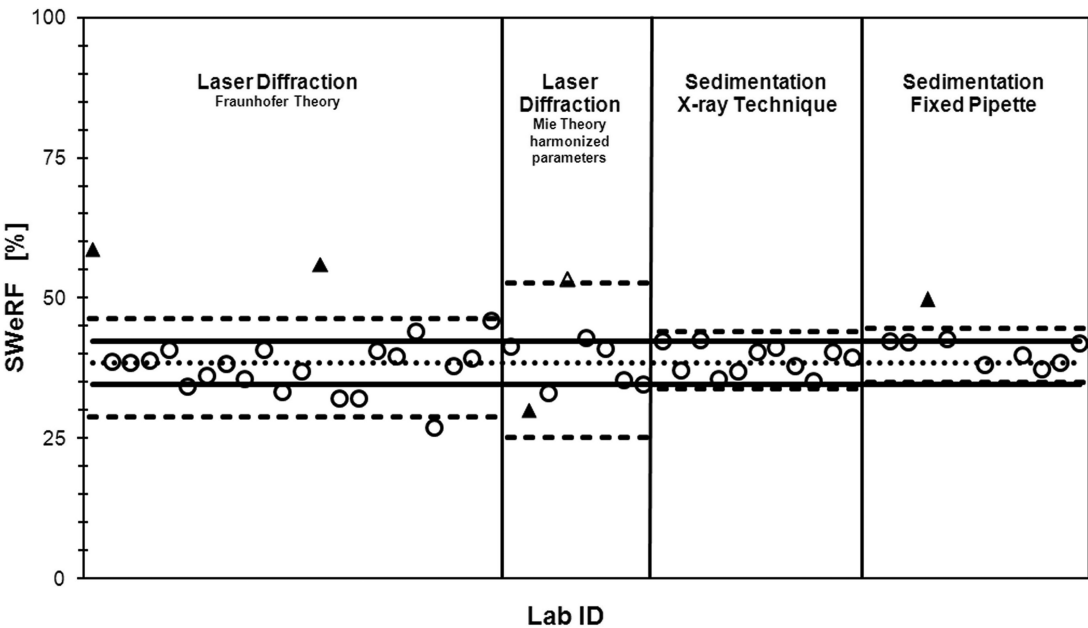 100
75
50
25
0
SWeRF [%]
Laser Diffraction
Fraunhofer Theory
Laser
Diffraction
Mie Theory
harmonized
parameters
Sedimentation
X-ray Technique
Sedimentation
Fixed Pipette
Lab ID